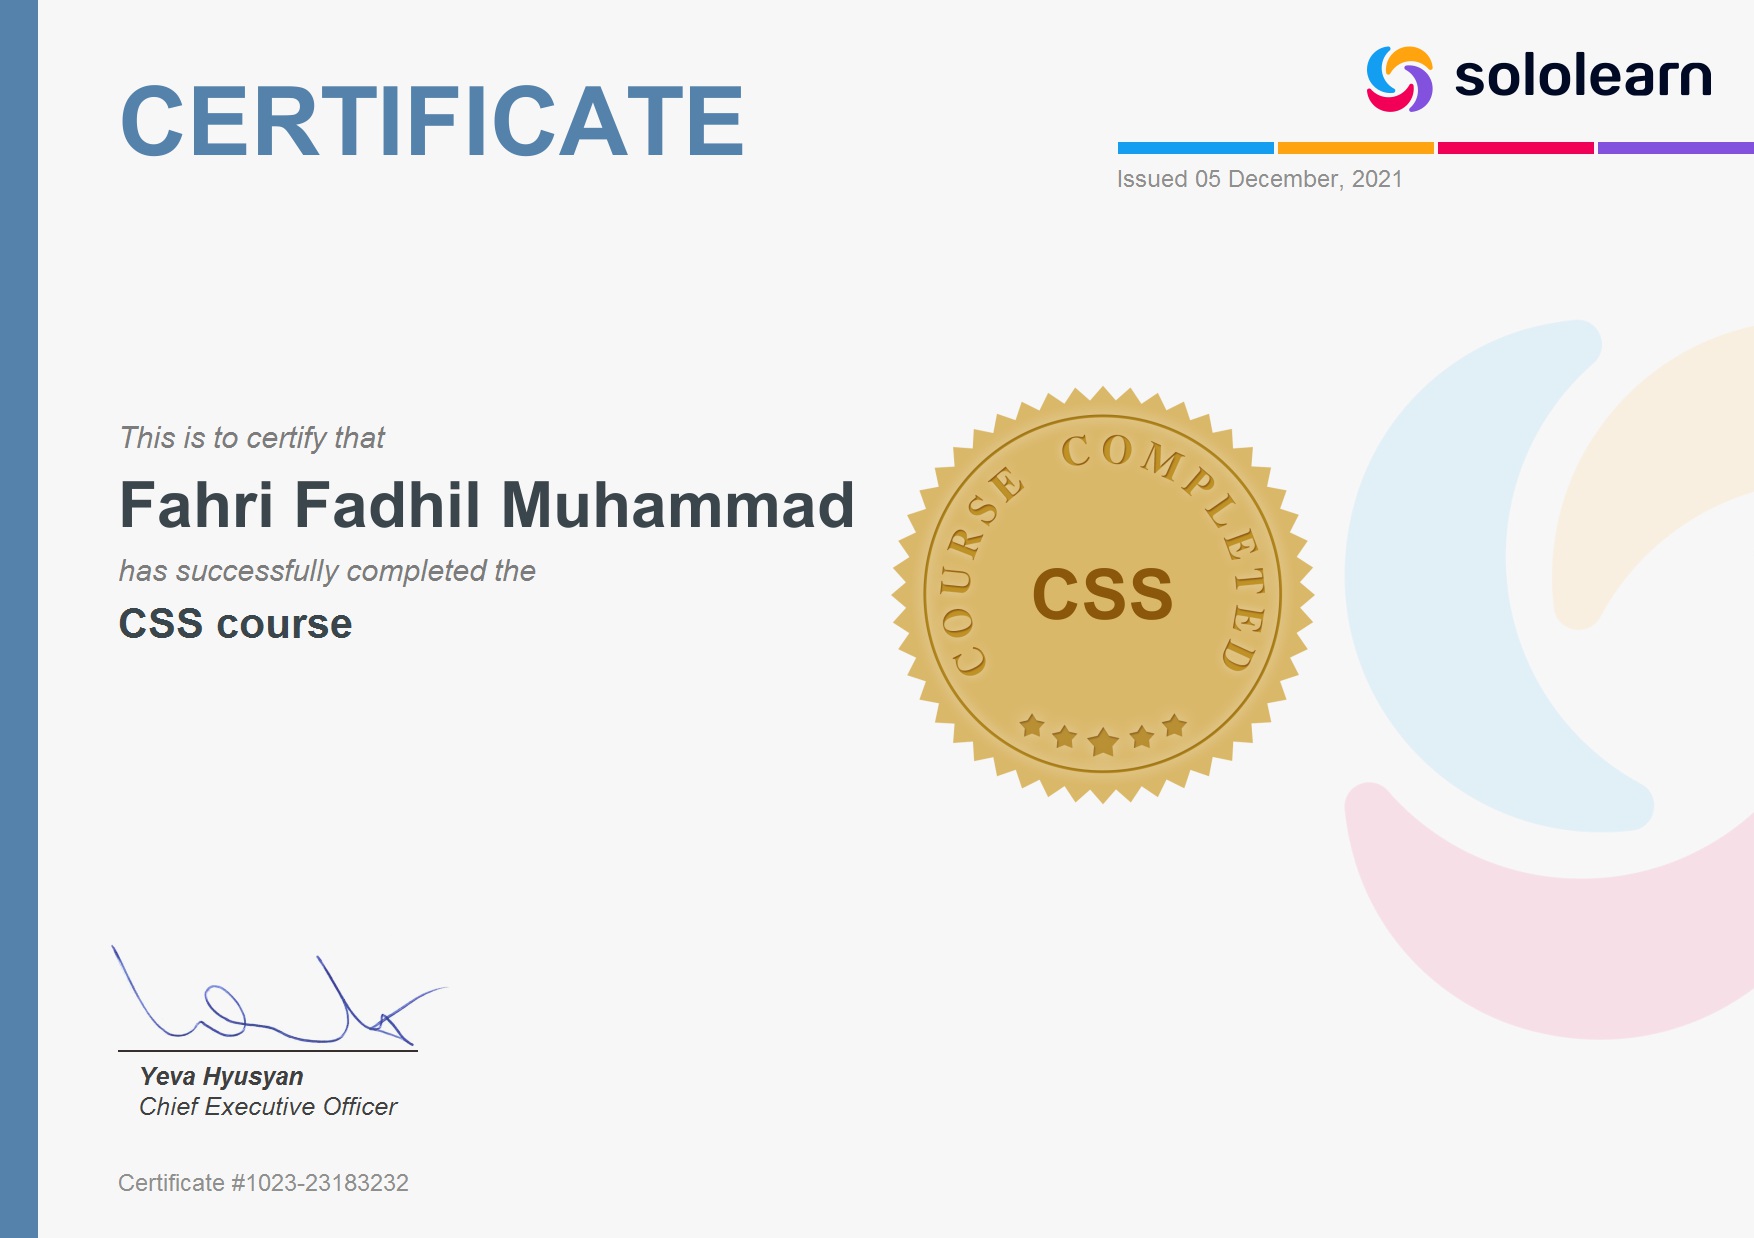 CERTIFICATE
sololearn
Issued 05 December, 2021
This is to certify that
Fahri Fadhil Muhammad
has successfully completed the
CSS course
COURSE COMPLETED
CSS
Yeva Hyusyan
Chief Executive Officer
Certificate #1023-23183232